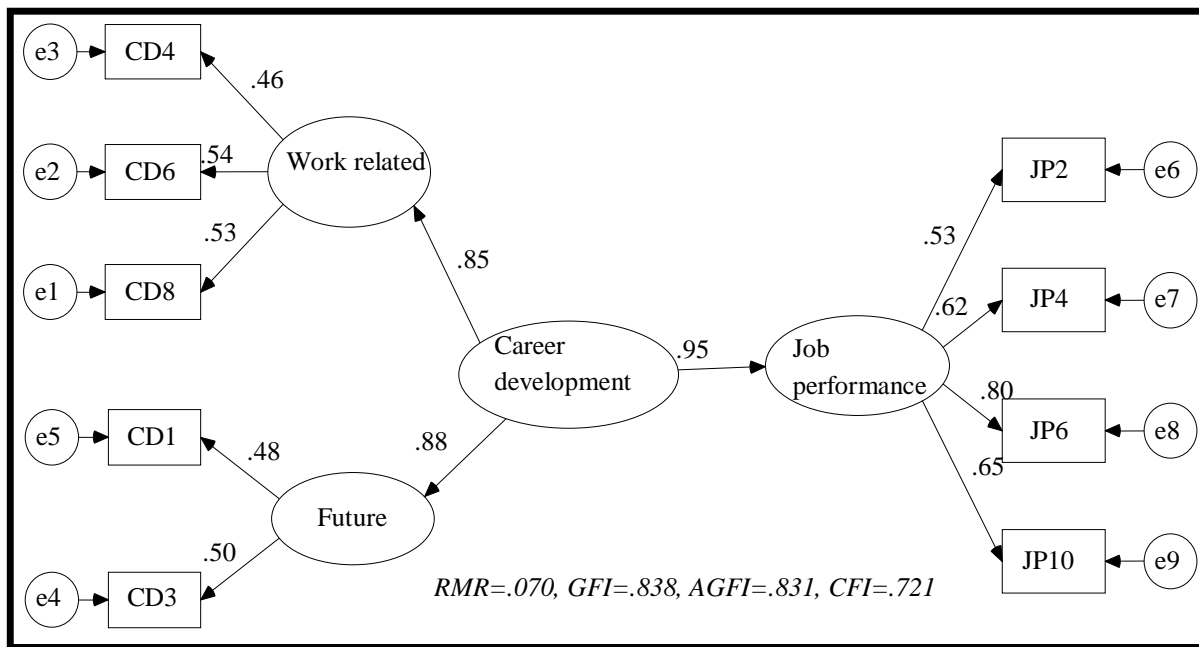 e3
CD4
.46
e2
CD6
.54
Work related
e1
CD8
.53
.85
Career
development
.95
Job
performance
.88
e5
CD1
.48
Future
e4
CD3
.50
JP2
e6
.53
JP4
e7
.62
JP6
e8
.80
JP10
e9
.65
RMR=.070, GFI=.838, AGFI=.831, CFI=.721